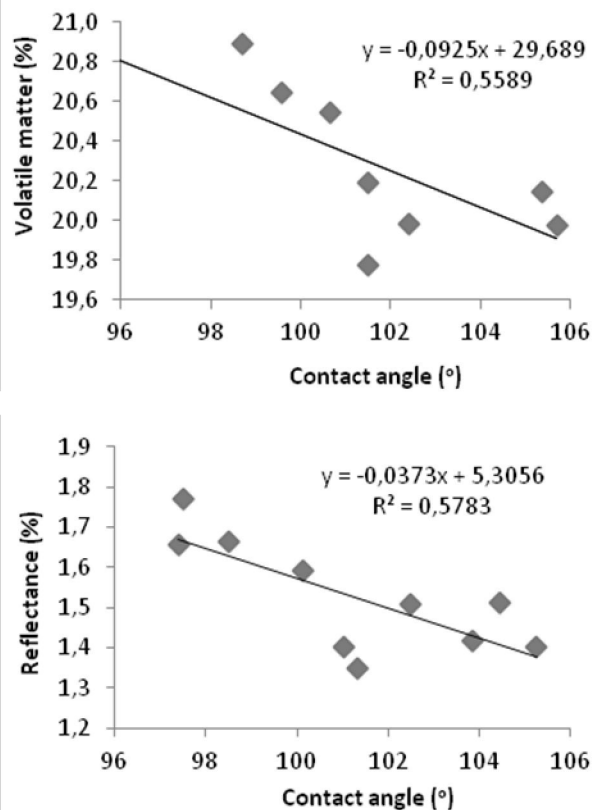 21,0
20,8
20,6
20,4
20,2
20,0
19,8
19,6
Volatile matter (%)
y = -0,0925x + 29,689
R² = 0,5589
96 98 100 102 104 106
Contact angle (º)
1,9
1,8
1,7
1,6
1,5
1,4
1,3
1,2
Reflectance (%)
y = -0,0373x + 5,3056
R² = 0,5783
96 98 100 102 104 106
Contact angle (º)